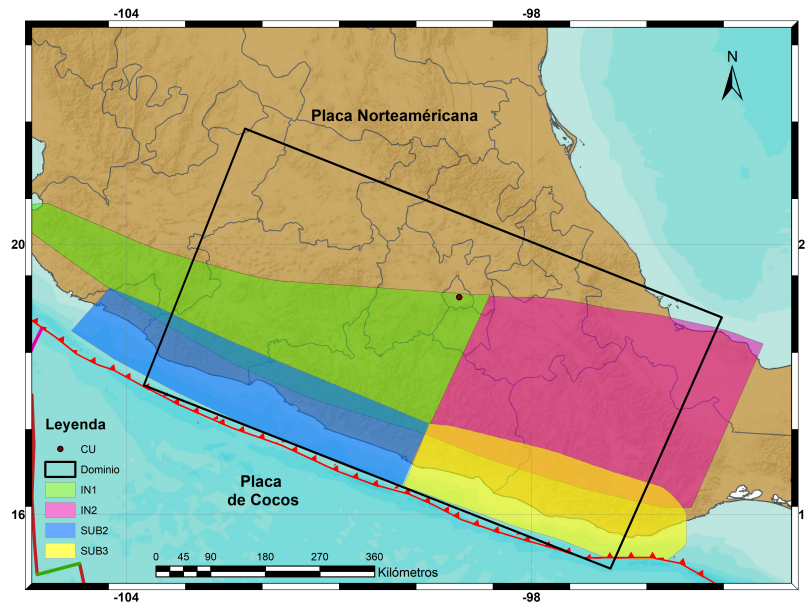 -104 -98
N
Placa Norteaméricana
20 2
Leyenda
CU
Dominio
IN1
IN2
SUB2
SUB3
Placa
de Cocos
16 1
0 45 90 180 270 360
Kilómetros
-104 -98